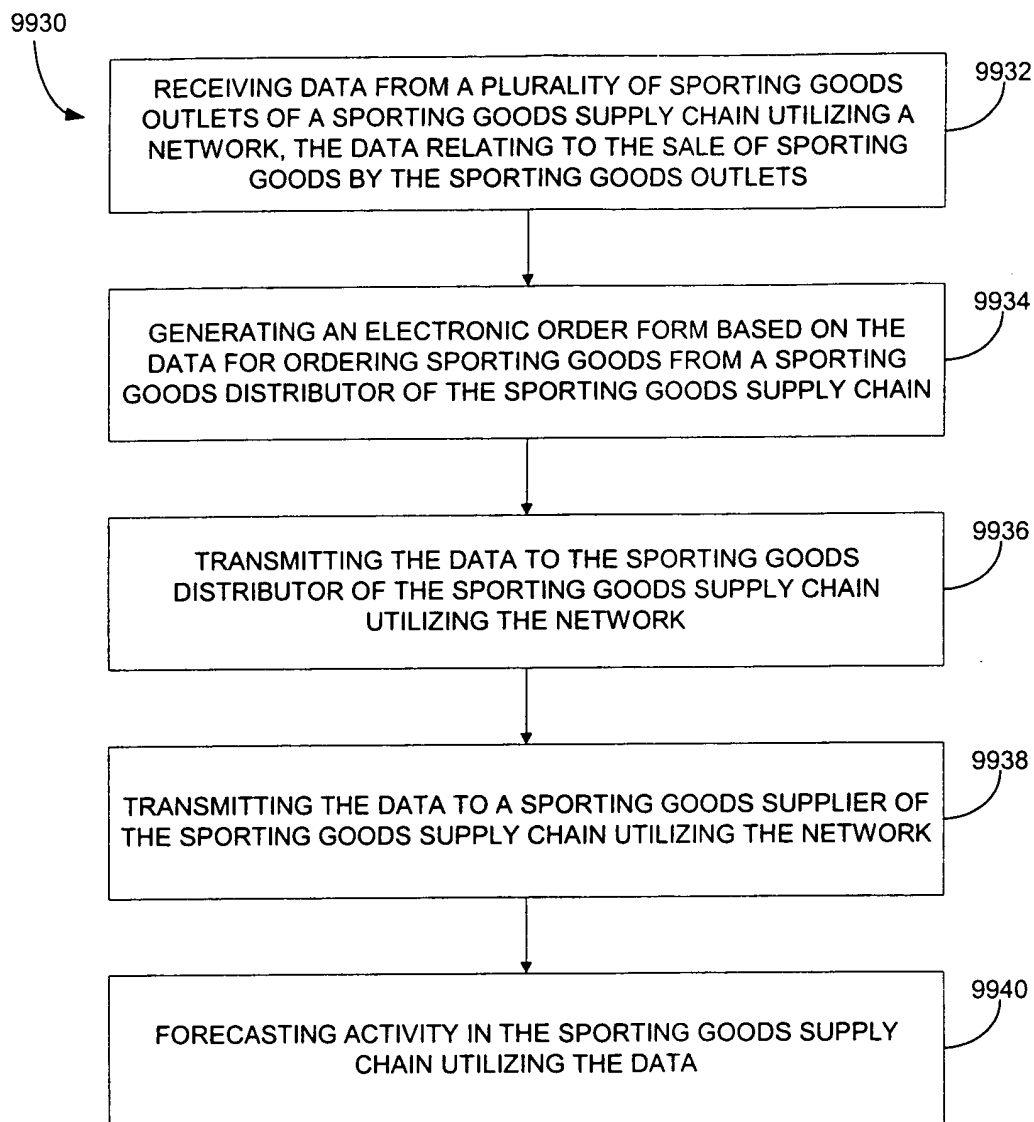 9930
9932
RECEIVING DATA FROM A PLURALITY OF SPORTING GOODS
OUTLETS OF A SPORTING GOODS SUPPLY CHAIN UTILIZING A
NETWORK, THE DATA RELATING TO THE SALE OF SPORTING
GOODS BY THE SPORTING GOODS OUTLETS
9934
GENERATING AN ELECTRONIC ORDER FORM BASED ON THE
DATA FOR ORDERING SPORTING GOODS FROM A SPORTING
GOODS DISTRIBUTOR OF THE SPORTING GOODS SUPPLY CHAIN
9936
TRANSMITTING THE DATA TO THE SPORTING GOODS
DISTRIBUTOR OF THE SPORTING GOODS SUPPLY CHAIN
UTILIZING THE NETWORK
9938
TRANSMITTING THE DATA TO A SPORTING GOODS SUPPLIER OF
THE SPORTING GOODS SUPPLY CHAIN UTILIZING THE NETWORK
9940
FORECASTING ACTIVITY IN THE SPORTING GOODS SUPPLY
CHAIN UTILIZING THE DATA